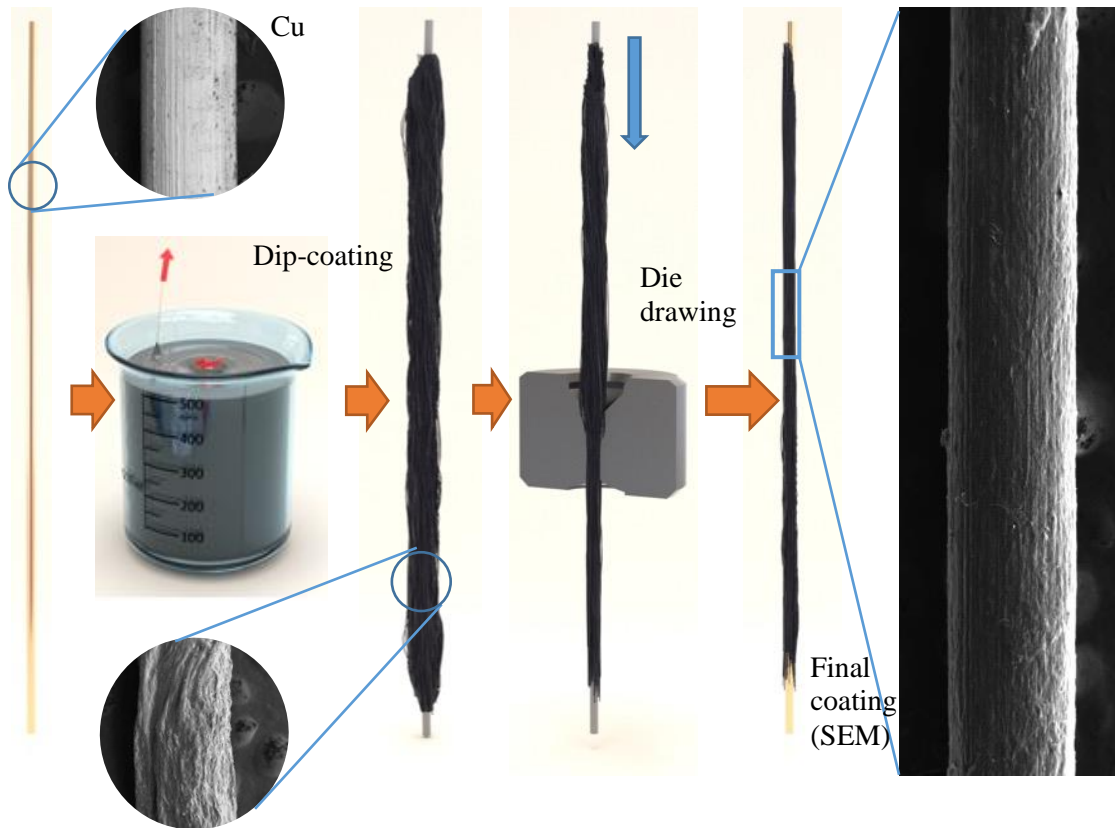 Cu
Dip-coating
Die
drawing
500
400
300
200
100
Final
coating
(SEM)